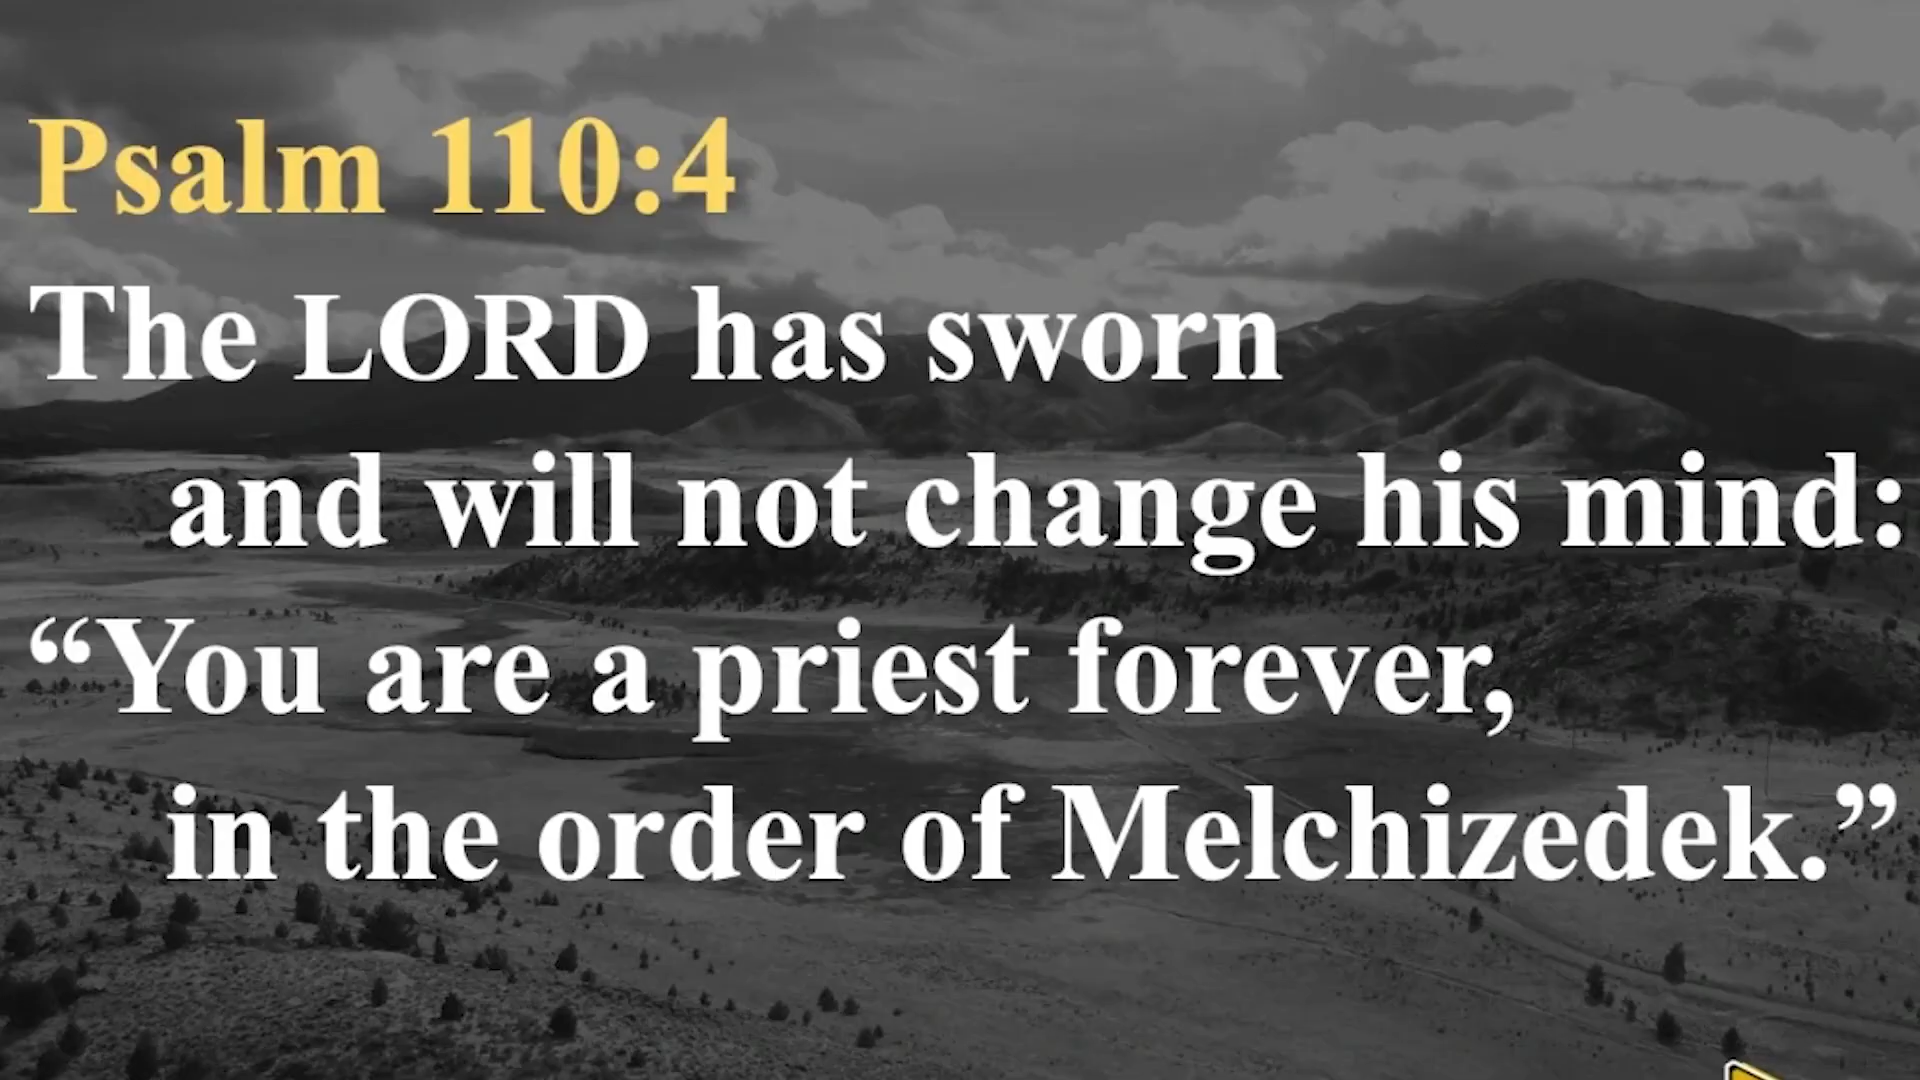 Psalm 110:4
The LORD has sworn
and will not change his mind:
“You are a priest forever,
in the order of Melchizedek.”